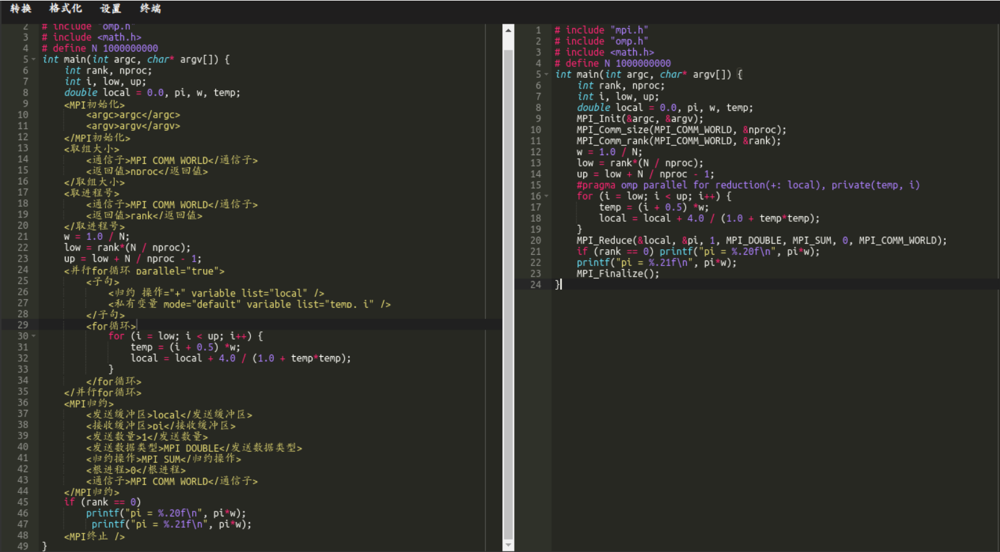 转换 格式化 设置 终端
2 # include "omp.h"
3 # include <math.h>
4 # define N 1000000000
5 int main(int argc, char* argv[]) {
6 int rank, nproc;
7 int i, low, up;
8 double local = 0.0, pi, w, temp;
9 <MPI初始化>
10 <argc>argc</argc>
11 <argv>argv</argv>
12 </MPI初始化>
13 <取组大小>
14 <通信子>MPI_COMM_WORLD</通信子>
15 <返回值>nproc</返回值>
16 </取组大小>
17 <取进程号>
18 <通信子>MPI_COMM_WORLD</通信子>
19 <返回值>rank</返回值>
20 </取进程号>
21 w = 1.0 / N;
22 low = rank*(N / nproc);
23 up = low + N / nproc - 1;
24 <并行for循环 parallel="true">
25 <子句>
26 <归约 操作="+" variable_list="local" />
27 <私有变量 mode="default" variable_list="temp, i" />
28 </子句>
29 <for循环>
30 for (i = low; i < up; i++) {
31 temp = (i + 0.5) *w;
32 local = local + 4.0 / (1.0 + temp*temp);
33 }
34 </for循环>
35 </并行for循环>
36 <MPI归约>
37 <发送缓冲区>local</发送缓冲区>
38 <接收缓冲区>pi</接收缓冲区>
39 <发送数量>1</发送数量>
40 <发送数据类型>MPI_DOUBLE</发送数据类型>
41 <归约操作>MPI_SUM</归约操作>
42 <根进程>0</根进程>
43 <通信子>MPI_COMM_WORLD</通信子>
44 </MPI归约>
45 if (rank == 0)
46 printf("pi = %.20f\n", pi*w);
47 printf("pi = %.21f\n", pi*w);
48 <MPI终止 />
49 }
1 # include "mpi.h"
2 # include "omp.h"
3 # include <math.h>
4 # define N 1000000000
5 int main(int argc, char* argv[]) {
6 int rank, nproc;
7 int i, low, up;
8 double local = 0.0, pi, w, temp;
9 MPI_Init(&argc, &argv);
10 MPI_Comm_size(MPI_COMM_WORLD, &nproc);
11 MPI_Comm_rank(MPI_COMM_WORLD, &rank);
12 w = 1.0 / N;
13 low = rank*(N / nproc);
14 up = low + N / nproc - 1;
15 #pragma omp parallel for reduction(+: local), private(temp, i)
16 for (i = low; i < up; i++) {
17 temp = (i + 0.5) *w;
18 local = local + 4.0 / (1.0 + temp*temp);
19 }
20 MPI_Reduce(&local, &pi, 1, MPI_DOUBLE, MPI_SUM, 0, MPI_COMM_WORLD);
21 if (rank == 0) printf("pi = %.20f\n", pi*w);
22 printf("pi = %.21f\n", pi*w);
23 MPI_Finalize();
24 }